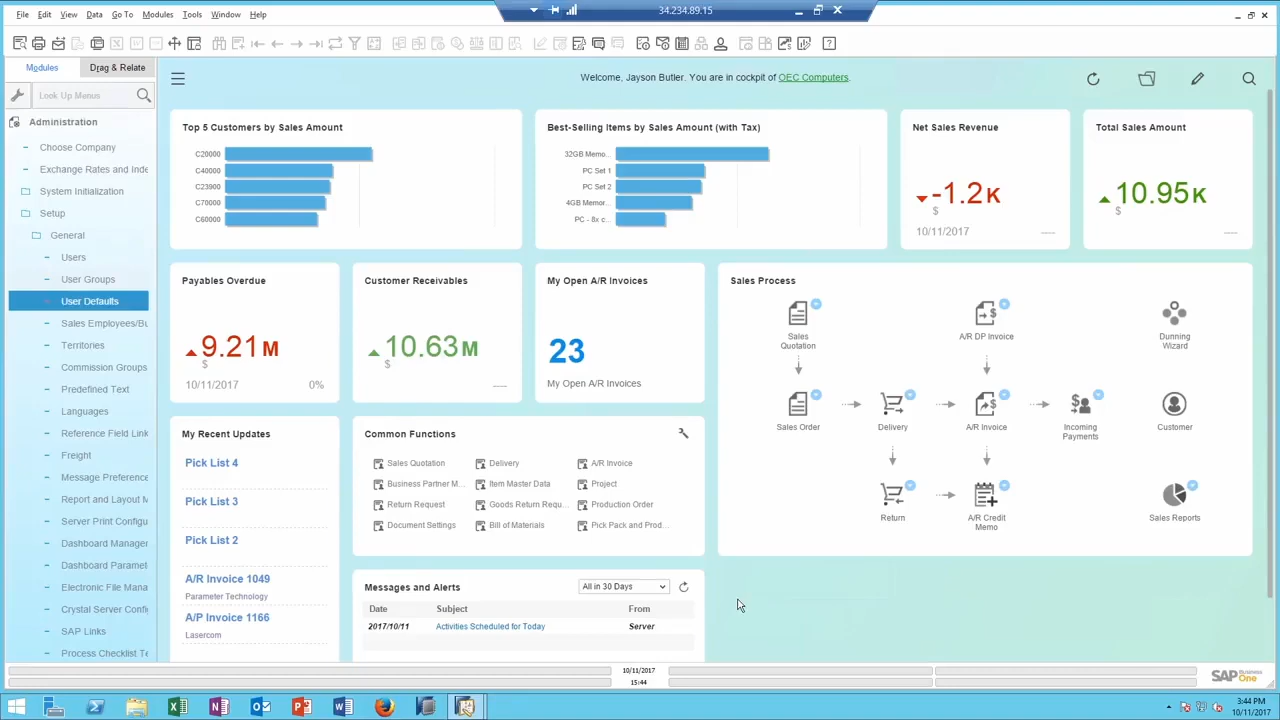 34.234.89.15
File Edit View Data Go To Modules Tools Window Help
Modules Drag & Relate
Look Up Menus
Administration
Choose Company
Exchange Rates and Inde
System Initialization
Setup
General
Users
User Groups
User Defaults
Sales Employees/Bu
Territories
Commission Groups
Predefined Text
Languages
Reference Field Link
Freight
Message Preference
Report and Layout M
Server Print Configu
Dashboard Manager
Dashboard Paramet
Electronic File Mana
Crystal Server Confi
SAP Links
Process Checklist Te
Welcome, Jayson Butler. You are in cockpit of OEC Computers.
Top 5 Customers by Sales Amount
C20000
C40000
C23900
C70000
C60000
Best-Selling Items by Sales Amount (with Tax)
32GB Memo...
PC Set 1
PC Set 2
4GB Memor...
PC - 8x c...
Net Sales Revenue
-1.2 K
$
10/11/2017
Total Sales Amount
10.95K
$
Payables Overdue
9.21 M
$
10/11/2017 0%
Customer Receivables
10.63 M
$
My Open A/R Invoices
23
My Open A/R Invoices
Sales Process
Sales
Quotation
A/R DP Invoice
Dunning
Wizard
Sales Order
Delivery
A/R Invoice
Incoming
Payments
Customer
Return
A/R Credit
Memo
Sales Reports
My Recent Updates
Pick List 4
Pick List 3
Pick List 2
A/R Invoice 1049
Parameter Technology
A/P Invoice 1166
Lasercom
Common Functions
Sales Quotation Delivery A/R Invoice
Business Partner M... Item Master Data Project
Return Request Goods Return Requ... Production Order
Document Settings Bill of Materials Pick Pack and Prod...
Messages and Alerts All in 30 Days
Date Subject From
2017/10/11 Activities Scheduled for Today Server
10/11/2017
15:44
SAP Business One
3:44 PM
10/11/2017